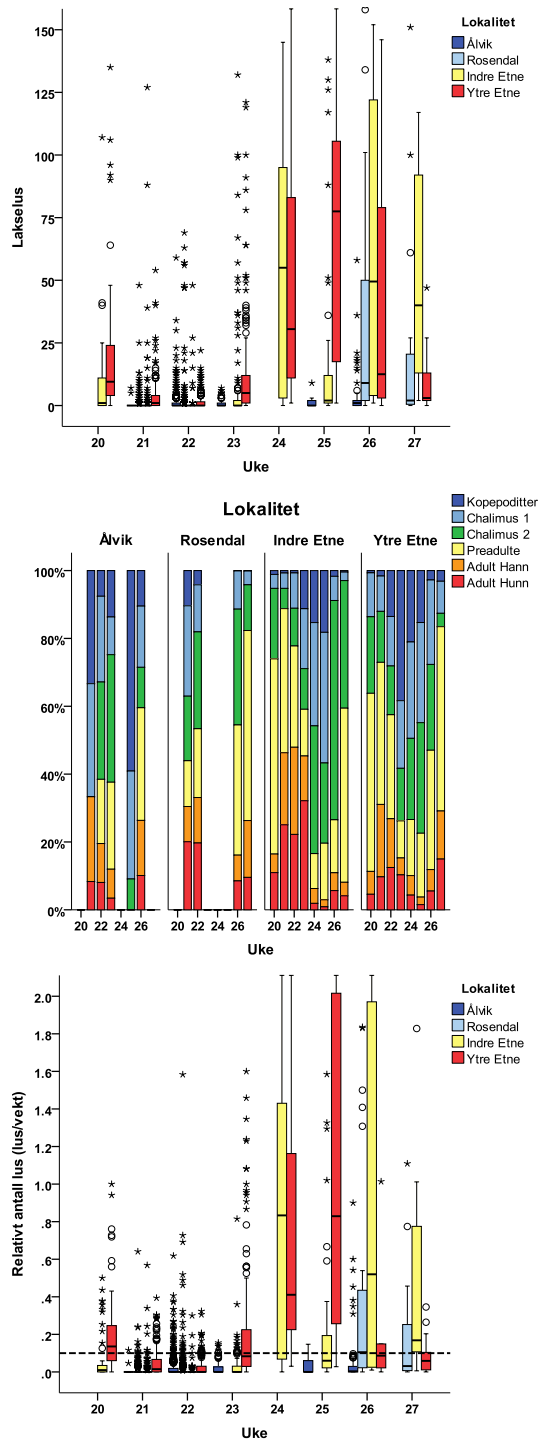 Lokalitet
Ålvik
Rosendal
Indre Etne
Ytre Etne
150
125
100
75
50
25
0
Lakselus
20 21 22 23 24 25 26 27
Uke
Lokalitet
Kopepoditter
Chalimus 1
Chalimus 2
Preadulte
Adult Hann
Adult Hunn
Ålvik Rosendal Indre Etne Ytre Etne
100%
80%
60%
40%
20%
0%
20 22 24 26 20 22 24 26 20 22 24 26 20 22 24 26
Uke
Lokalitet
Ålvik
Rosendal
Indre Etne
Ytre Etne
2.0
1.6
1.4
1.2
1.0
.8
.6
.4
.2
.0
Relativt antall lus (lus/vekt)
20 21 22 23 24 25 26 27
Uke